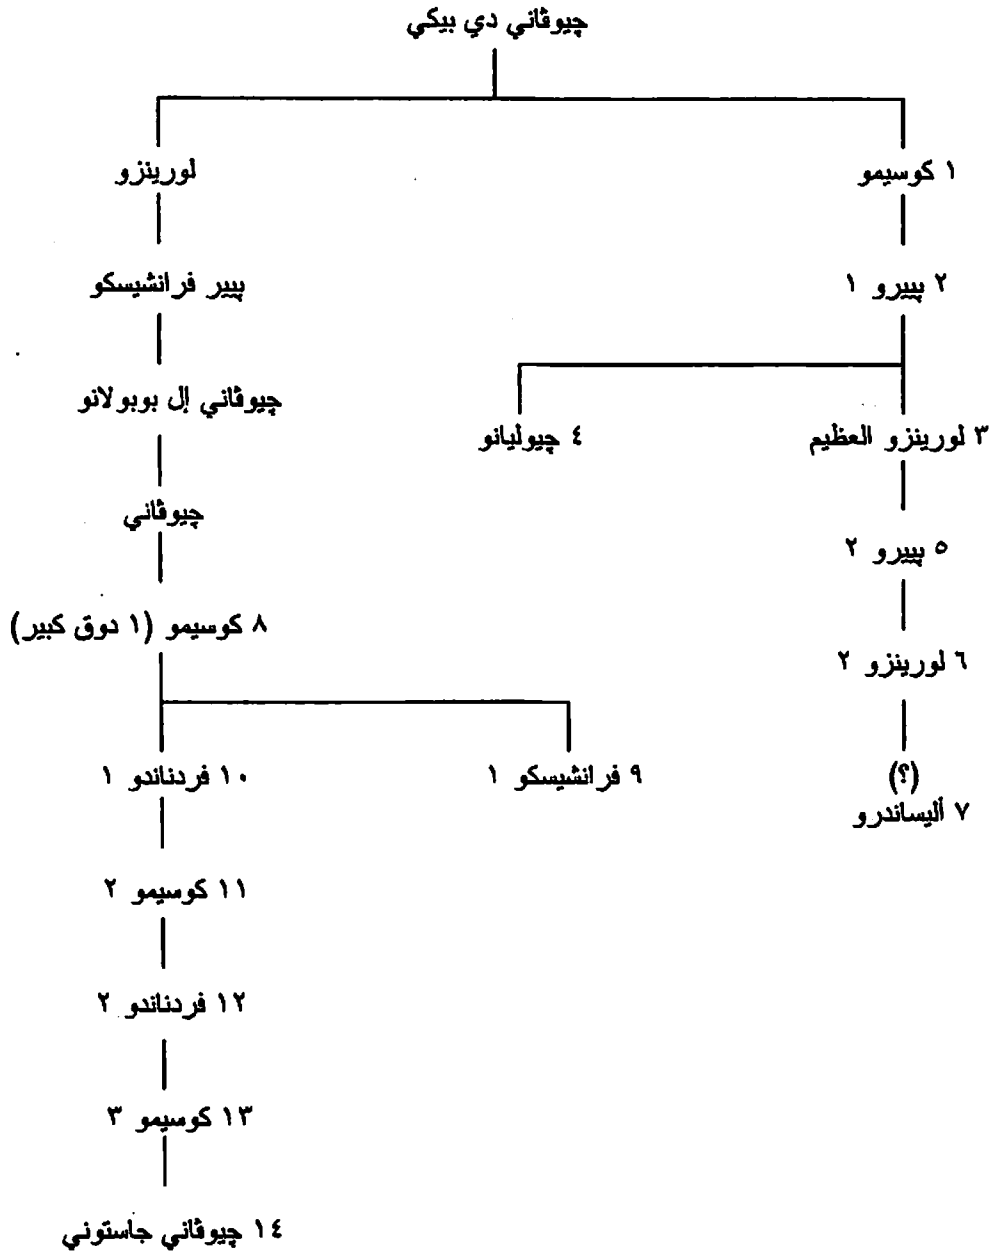 چيوڤاني دي بيكي
١ كوسيمو
لورينزو
٢ پييرو ١
پيير فرانشيسكو
چيوڤاني إل بوبولانو
٣ لورينزو العظيم
٤ چيوليانو
چيوڤاني
٥ پييرو ٢
٨ كوسيمو (١ دوق كبير)
٦ لورينزو ٢
(؟)
٧ أليساندرو
٩ فرانشيسكو ١
١٠ فردناندو ١
١١ كوسيمو ٢
١٢ فردناندو ٢
١٣ كوسيمو ٣
١٤ چيوڤاني جاستوني